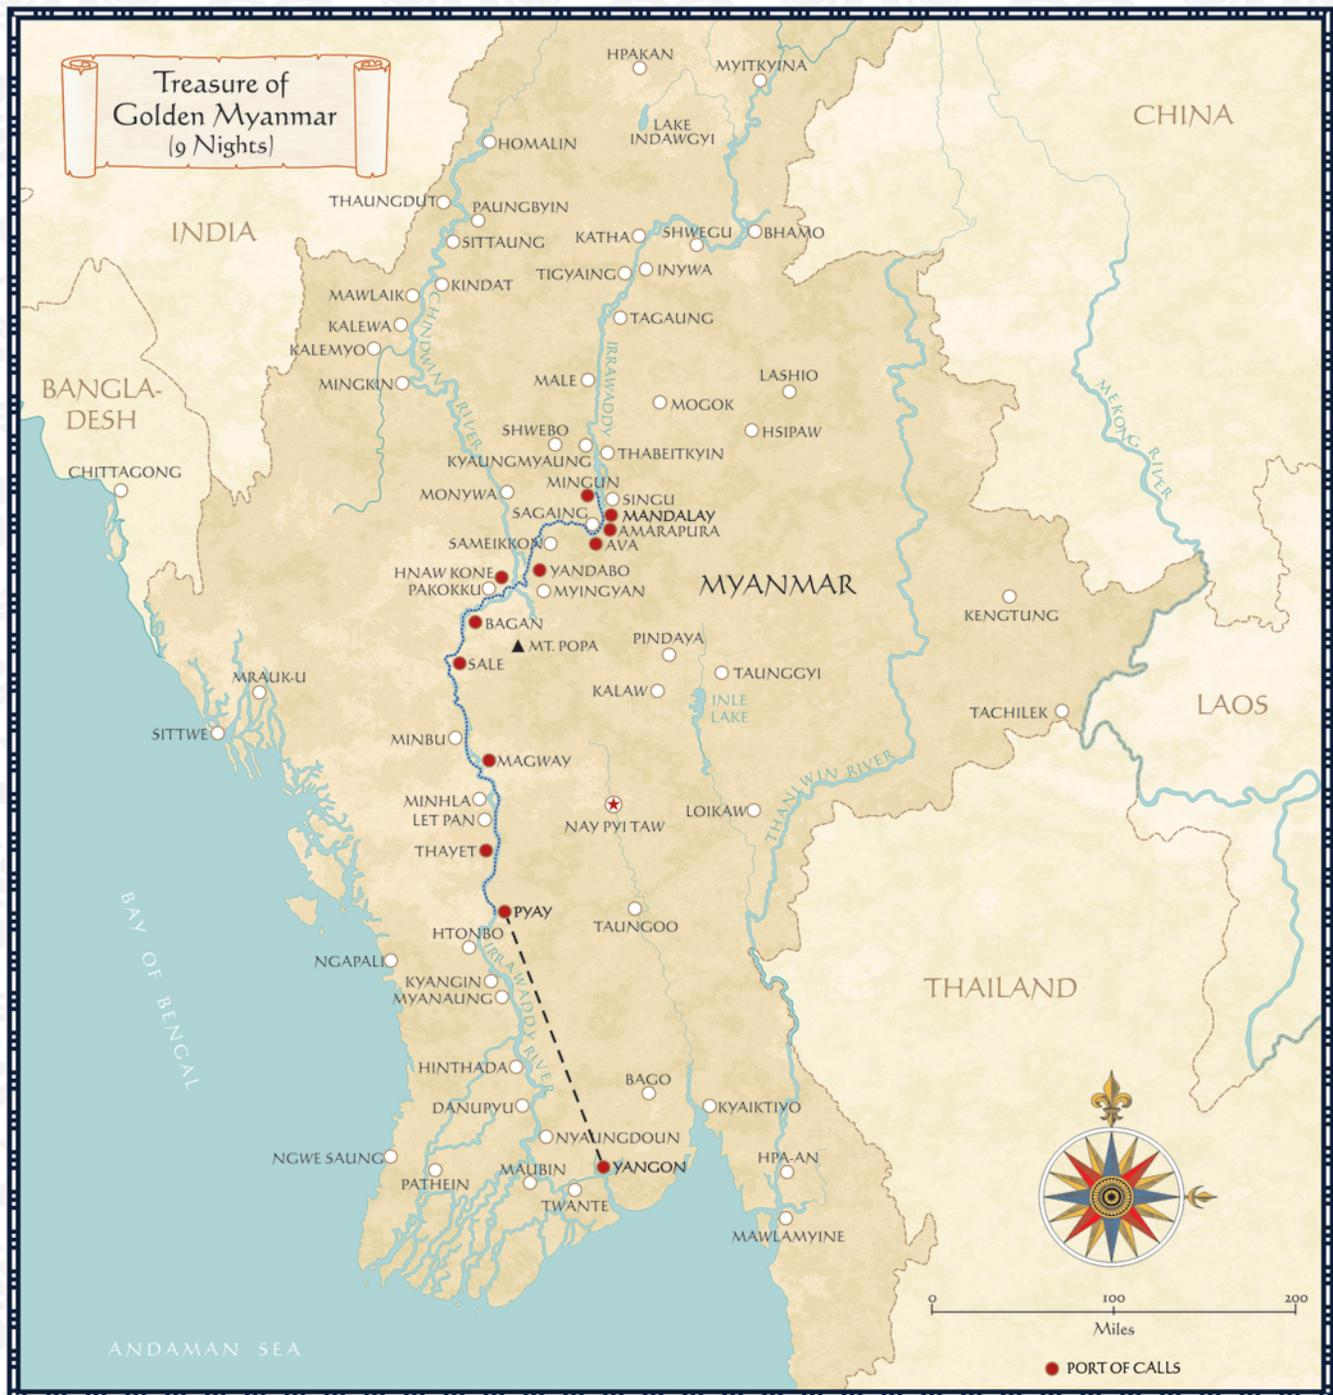 Treasure of
Golden Myanmar
(9 Nights)
HPAKAN
MYITKYINA
CHINA
LAKE
INDAWGYI
HOMALIN
THAUNGDUT
PAUNGBYIN
INDIA
SITTAUNG
KATHA
SHWEGU
BHAMO
TIGYAING
INYWA
KINDAT
MAWLAIK
KALEWA
TAGAUNG
KALEMYO
CHINDWIN
RIVER
IRRAWADDY
MINGKIN
MALE
LASHIO
MOGOK
BANGLA-
DESH
MEKONG RIVER
SHWEBO
HSIPAW
KYAUNGMYAUNG
THABEITKYIN
CHITTAGONG
MINGUN
MONYWA
SINGU
SAGAING
MANDALAY
AMARAPURA
SAMEIKKON
AVA
HNAW KONE
YANDABO
PAKOKKU
MYINGYAN
MYANMAR
KENGTUNG
BAGAN
MT. POPA
PINDAYA
SALE
TAUNGGYI
MRAUK-U
KALAW
INLE
LAKE
LAOS
TACHILEK
SITTWE
MINBU
MAGWAY
THANLWIN RIVER
MINHLA
LET PAN
NAY PYI TAW
LOIKAW
THAYET
PYAY
TAUNGOO
HTONBO
BAY OF BENGAL
NGAPALI
IRRAWADDY RIVER
KYANGIN
MYANAUNG
THAILAND
HINTHADA
BAGO
DANUPYU
KYAIKTIYO
NYAUNGDOUN
NGWE SAUNG
HPA-AN
MAUBIN
YANGON
PATHEIN
TWANTE
MAWLAMYINE
0 100 200
Miles
ANDAMAN SEA
PORT OF CALLS